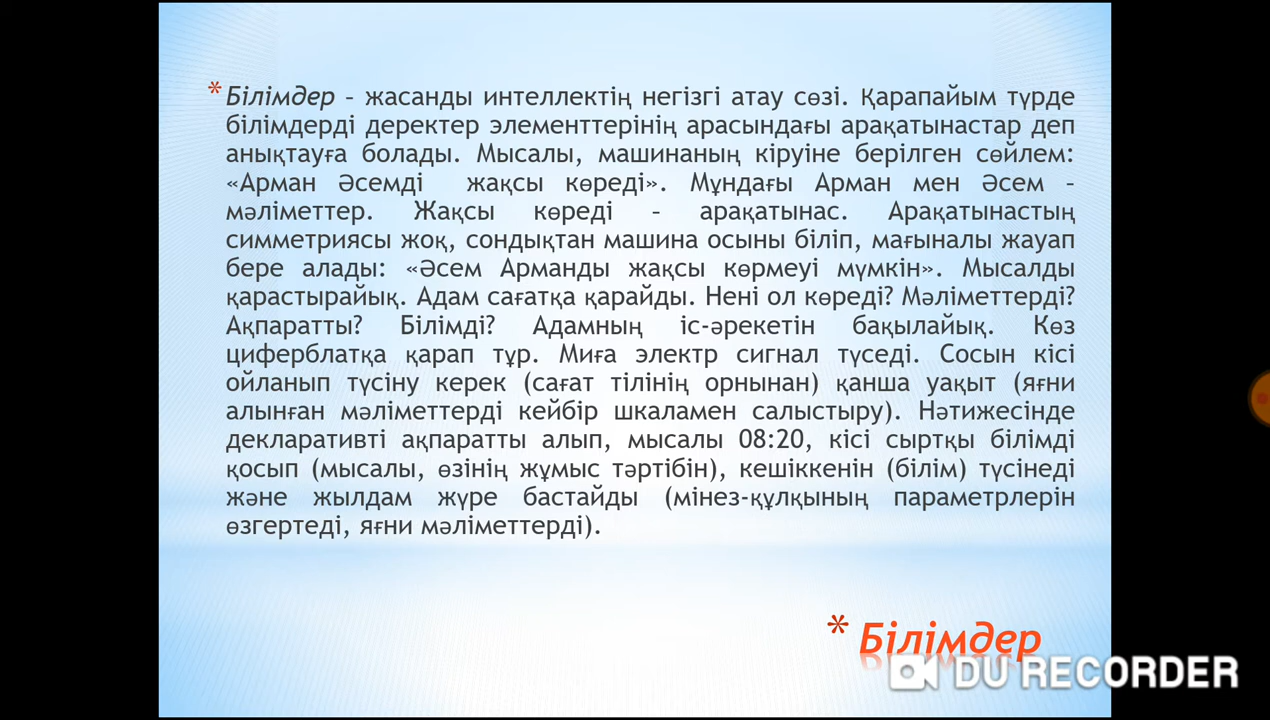 * Білімдер – жасанды интеллектің негізгі атау сөзі. Қарапайым түрде
білімдерді деректер элементтерінің арасындағы арақатынастар деп
анықтауға болады. Мысалы, машинаның кіруіне берілген сөйлем:
«Арман Әсемді жақсы көреді». Мұндағы Арман мен Әсем –
мәліметтер. Жақсы көреді – арақатынас. Арақатынастың
симметриясы жоқ, сондықтан машина осыны біліп, мағыналы жауап
бере алады: «Әсем Арманды жақсы көрмеуі мүмкін». Мысалды
қарастырайық. Адам сағатқа қарайды. Нені ол көреді? Мәліметтерді?
Ақпаратты? Білімді? Адамның іс-әрекетін бақылайық. Көз
циферблатқа қарап тұр. Миға электр сигнал түседі. Сосын кісі
ойланып түсіну керек (сағат тілінің орнынан) қанша уақыт (яғни
алынған мәліметтерді кейбір шкаламен салыстыру). Нәтижесінде
декларативті ақпаратты алып, мысалы 08:20, кісі сыртқы білімді
қосып (мысалы, өзінің жұмыс тәртібін), кешіккенін (білім) түсінеді
және жылдам жүре бастайды (мінез-құлқының параметрлерін
өзгертеді, яғни мәліметтерді).
* Білімдер
DU RECORDER